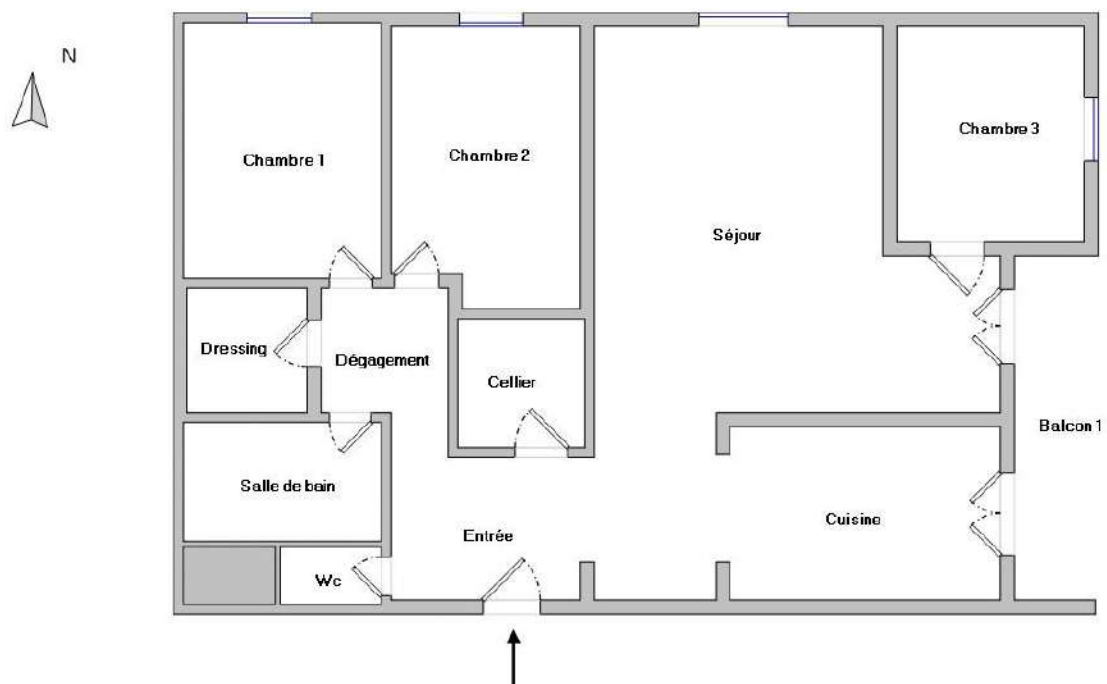 N
Chambre 1
Chambre 2
Chambre 3
Séjour
Dressing
Dégagement
Cellier
Balcon 1
Salle de bain
Entrée
Cuisine
Wc